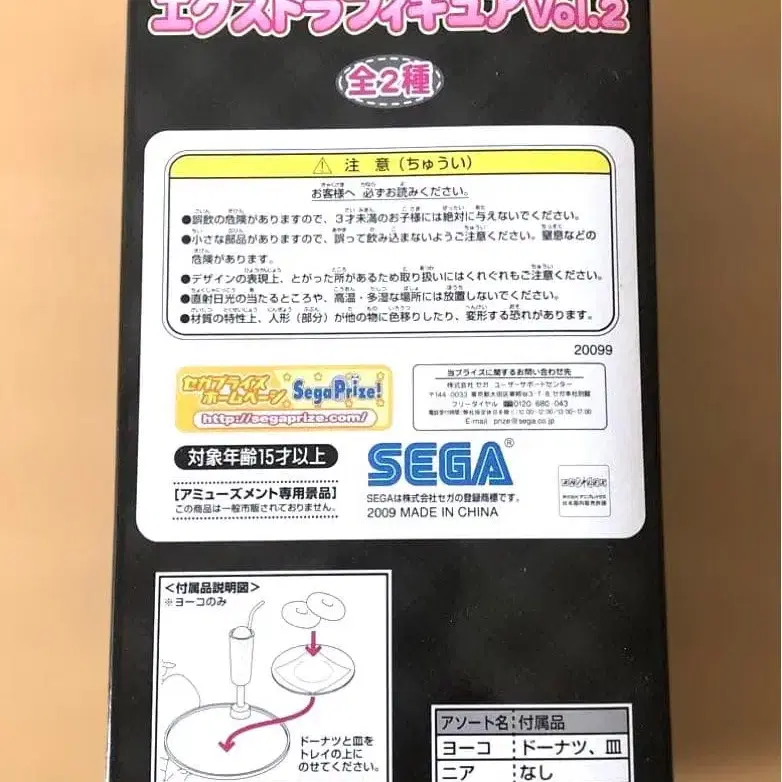 エクストラフィギュアVol.2
全2種
注 意 (ちゅうい)
お客様へ 必ずお読みください。
●誤飲の危険がありますので、3才未満のお子様には絶対に与えないでください。
●小さな部品がありますので、誤って飲み込まないようご注意ください。窒息などの
危険があります。
●デザインの表現上、とがった所があるため取り扱いにはくれぐれもご注意ください。
●直射日光の当たるところや、高温・多湿な場所には放置しないでください。
●材質の特性上、人形（部分）が他の物に色移りしたり、変形する恐れがあります。
20099
セガプライズ
ホームページ
SegaPrize!
http://segaprize.com/
当プライズに関するお問い合わせ先
株式会社 セガ ユーザーサポートセンター
フリーダイヤル 0120-680-043
E-mail prize@sega.co.jp
対象年齢15才以上
SEGA®
[アミューズメント専用景品]
この商品は一般市販されておりません。
SEGAは株式会社セガの登録商標です。
2009 MADE IN CHINA
<付属品説明図>
※ヨーコのみ
ドーナツと皿を
トレイの上に
のせてください。
アソート名 付属品
ヨーコ ドーナツ、皿
ニア なし